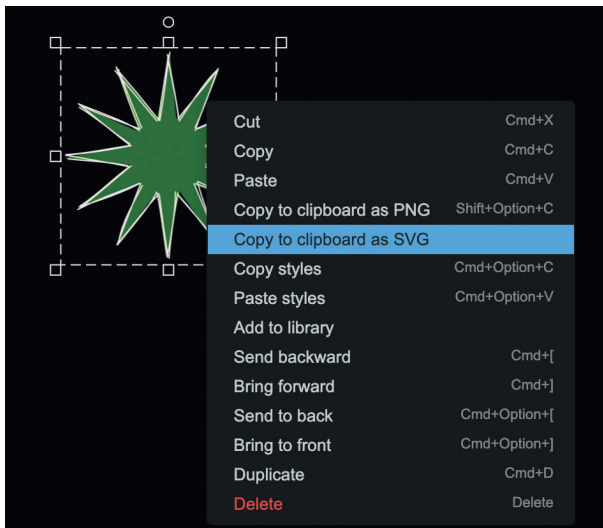 Cut Cmd+X
Copy Cmd+C
Paste Cmd+V
Copy to clipboard as PNG Shift+Option+C
Copy to clipboard as SVG
Copy styles Cmd+Option+C
Paste styles Cmd+Option+V
Add to library
Send backward Cmd+[
Bring forward Cmd+]
Send to back Cmd+Option+[
Bring to front Cmd+Option+]
Duplicate Cmd+D
Delete Delete